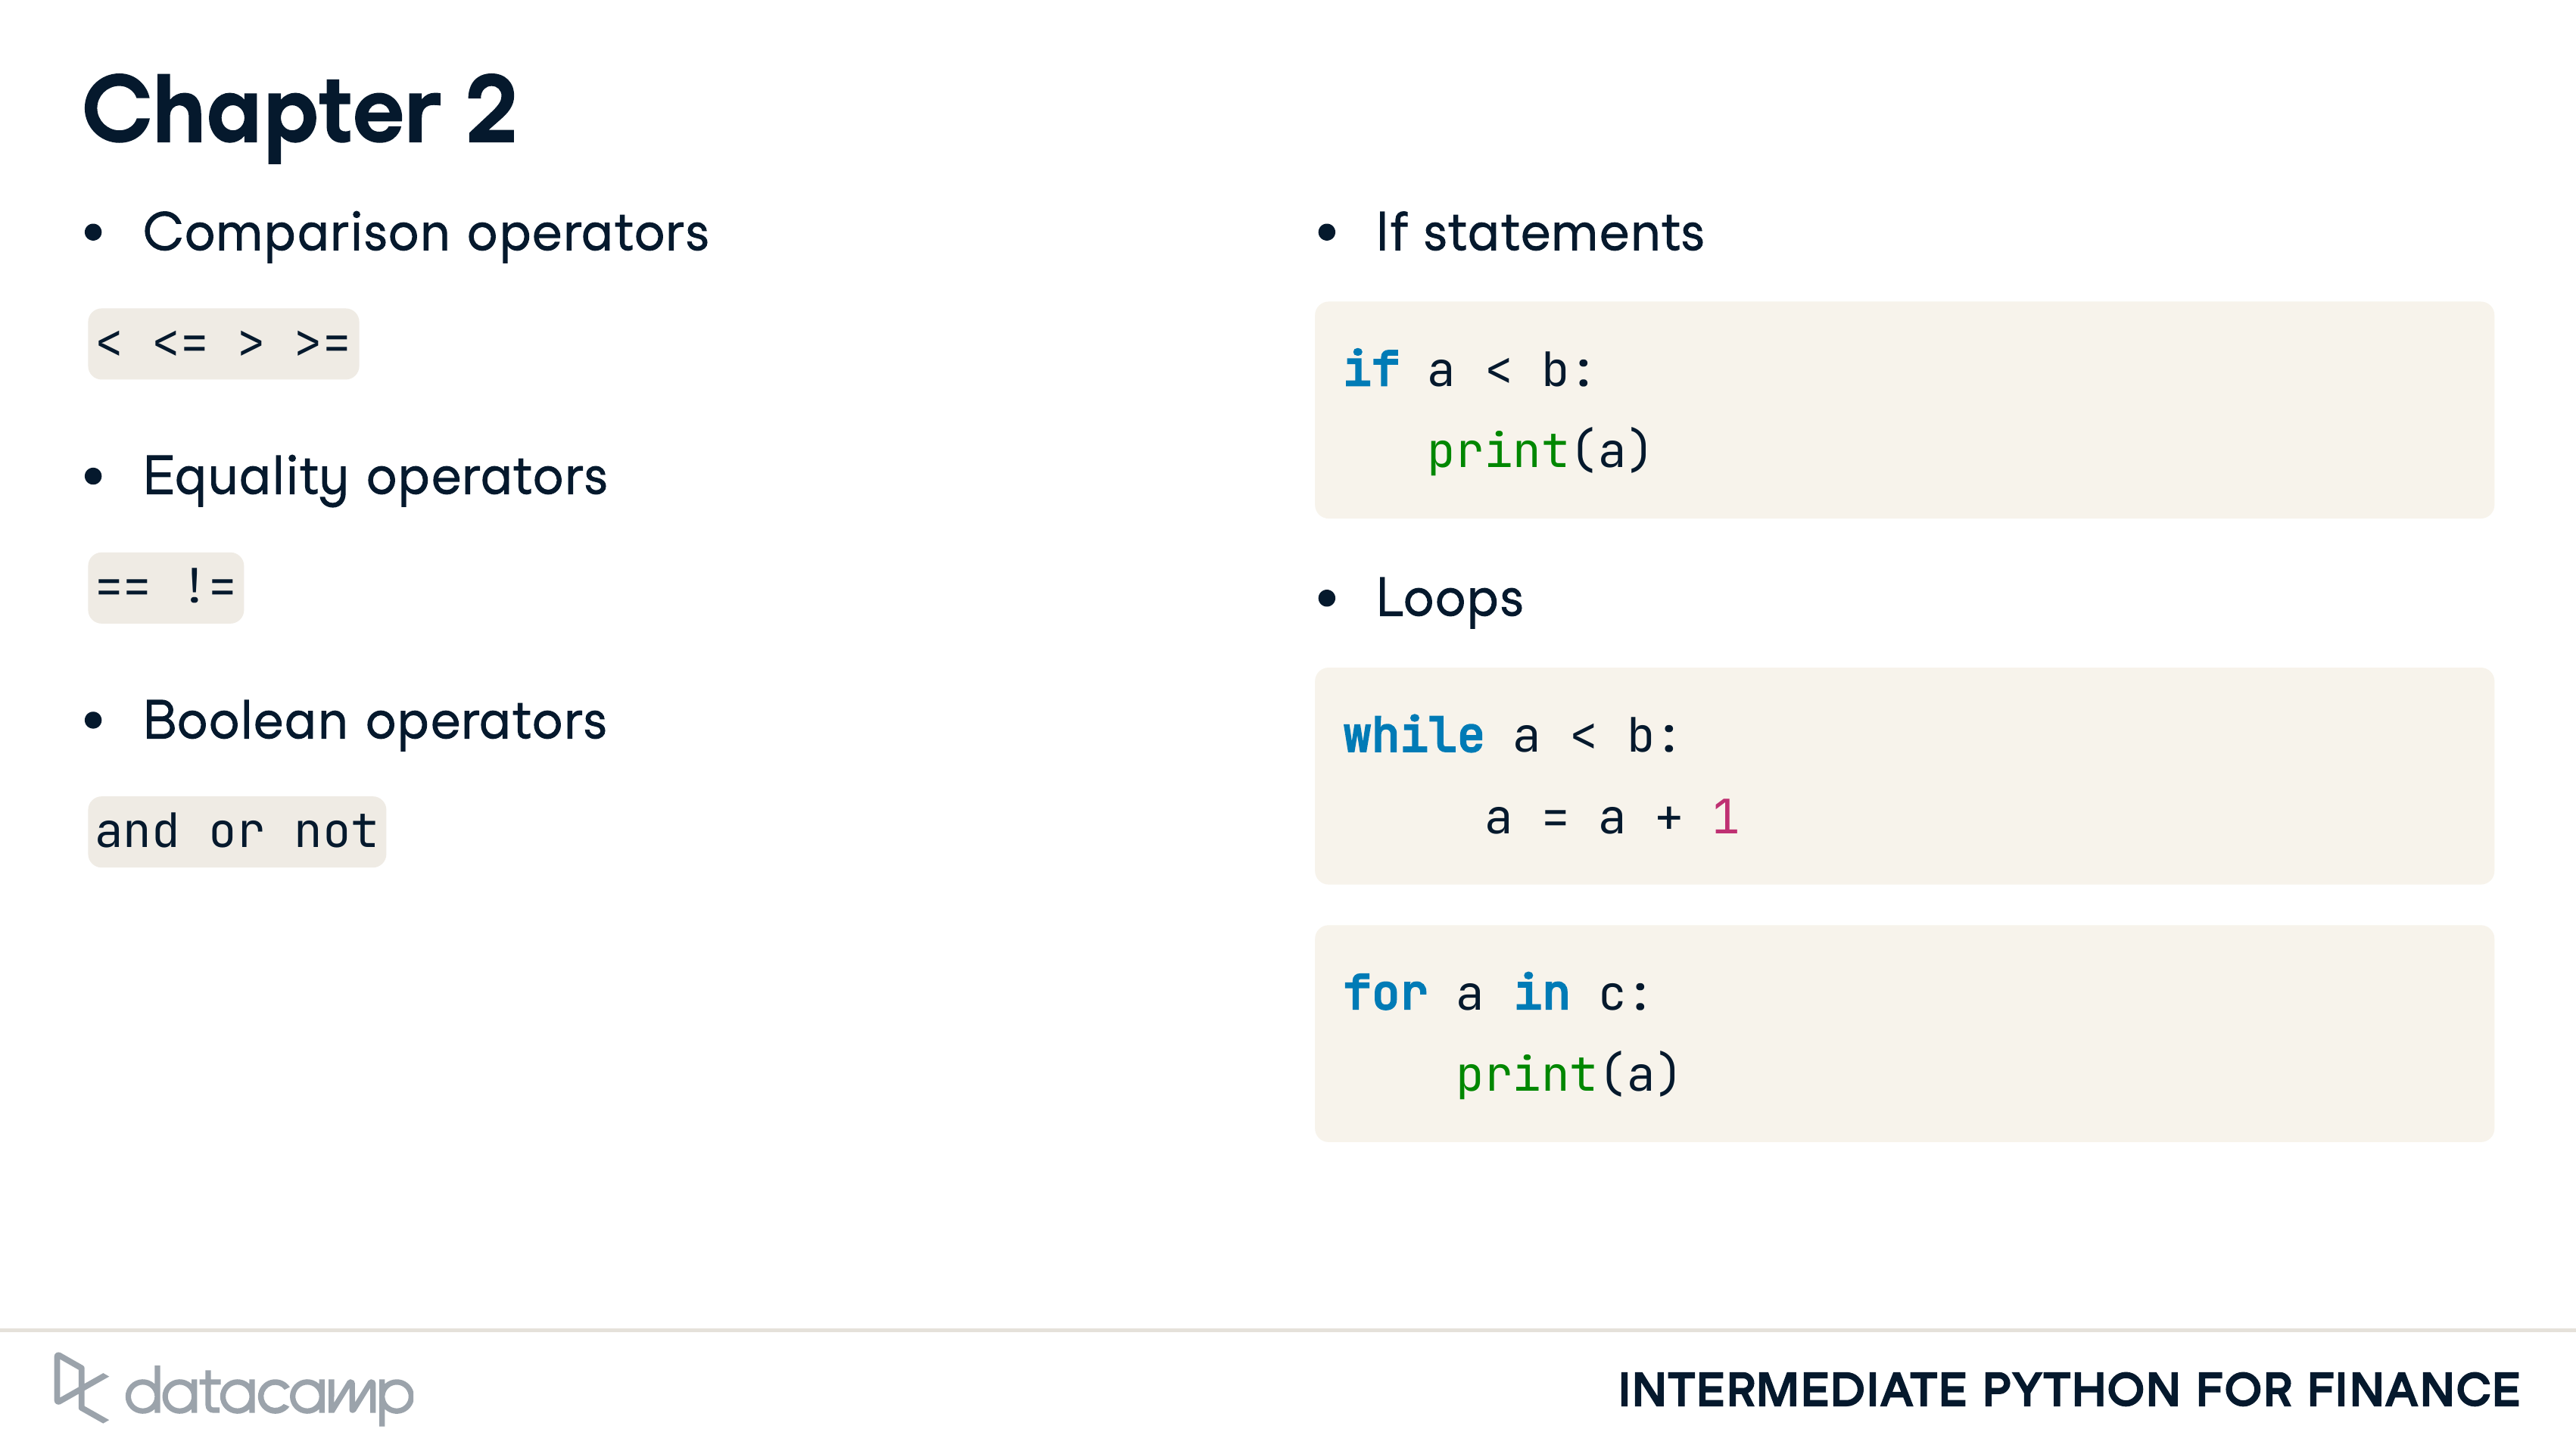 Chapter 2
• Comparison operators
< <= > >=
• Equality operators
== !=
• Boolean operators
and or not
• If statements
if a < b:
   print(a)
• Loops
while a < b:
     a = a + 1
for a in c:
    print(a)
datacamp
INTERMEDIATE PYTHON FOR FINANCE